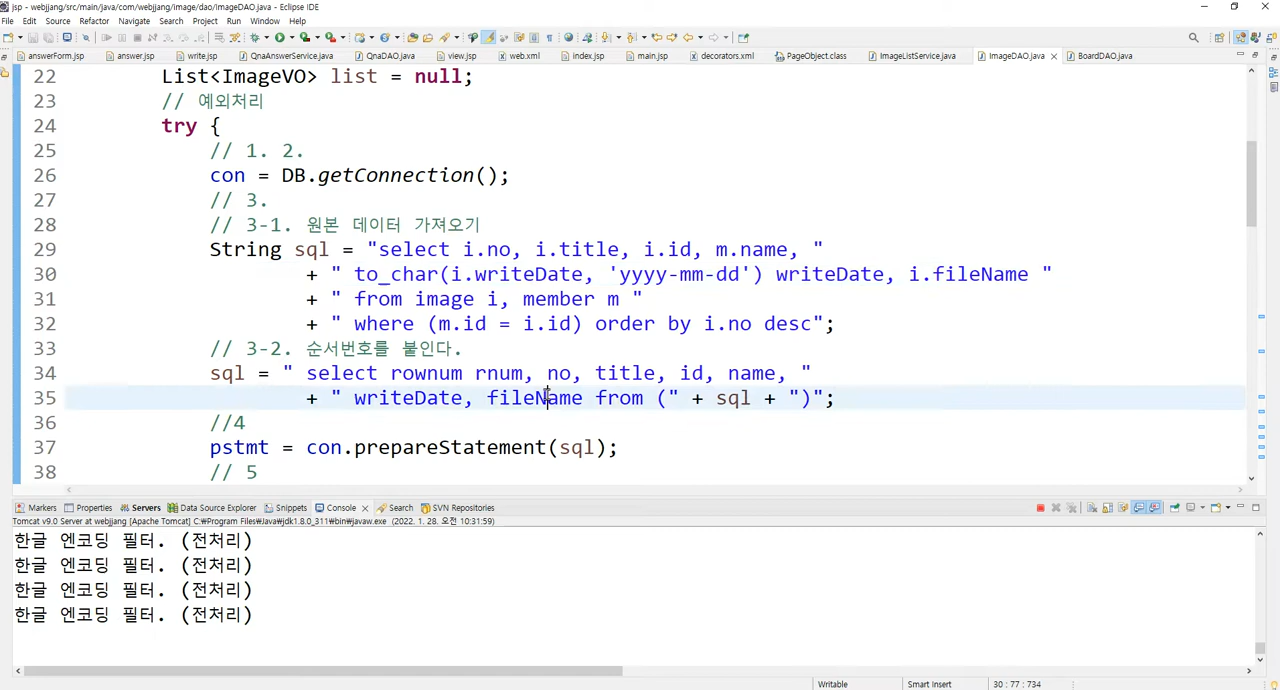 jsp - webjjang/src/main/java/com/webjjang/image/dao/ImageDAO.java - Eclipse IDE
File Edit Source Refactor Navigate Search Project Run Window Help
answerForm.jsp answer.jsp write.jsp QnaAnswerService.java QnaDAO.java view.jsp web.xml index.jsp main.jsp decorators.xml PageObject.class ImageListService.java ImageDAO.java BoardDAO.java
22 List<ImageVO> list = null;
23 // 예외처리
24 try {
25 // 1. 2.
26 con = DB.getConnection();
27 // 3.
28 // 3-1. 원본 데이터 가져오기
29 String sql = "select i.no, i.title, i.id, m.name, "
30 + " to_char(i.writeDate, 'yyyy-mm-dd') writeDate, i.fileName "
31 + " from image i, member m "
32 + " where (m.id = i.id) order by i.no desc";
33 // 3-2. 순서번호를 붙인다.
34 sql = " select rownum rnum, no, title, id, name, "
35 + " writeDate, fileName from (" + sql + ")";
36 //4
37 pstmt = con.prepareStatement(sql);
38 // 5
Markers Properties Servers Data Source Explorer Snippets Console Search SVN Repositories
Tomcat v9.0 Server at webjjang [Apache Tomcat] C:₩Program Files₩Java₩jdk1.8.0_311₩bin₩javaw.exe (2022. 1. 28. 오전 10:31:59)
한글 엔코딩 필터. (전처리)
한글 엔코딩 필터. (전처리)
한글 엔코딩 필터. (전처리)
한글 엔코딩 필터. (전처리)
Writable Smart Insert 30 : 77 : 734